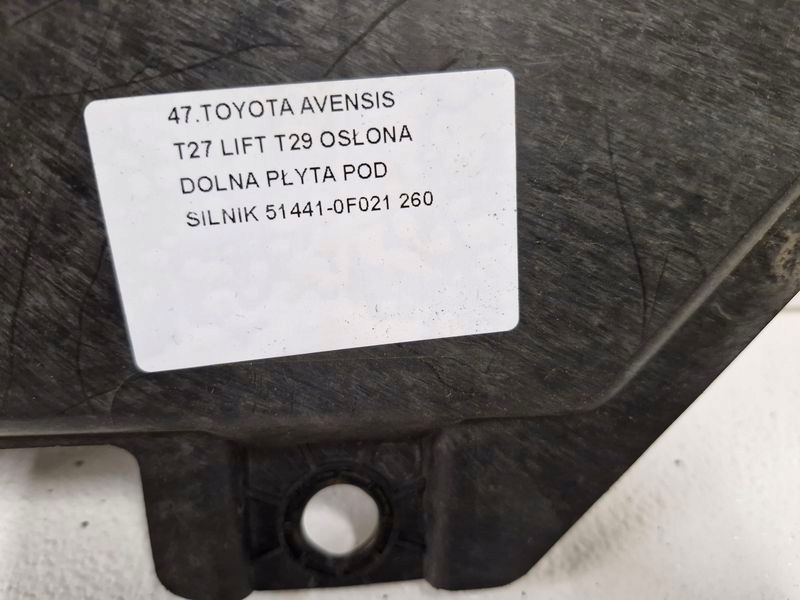 47.TOYOTA AVENSIS
T27 LIFT T29 OSŁONA
DOLNA PŁYTA POD
SILNIK 51441-0F021 260